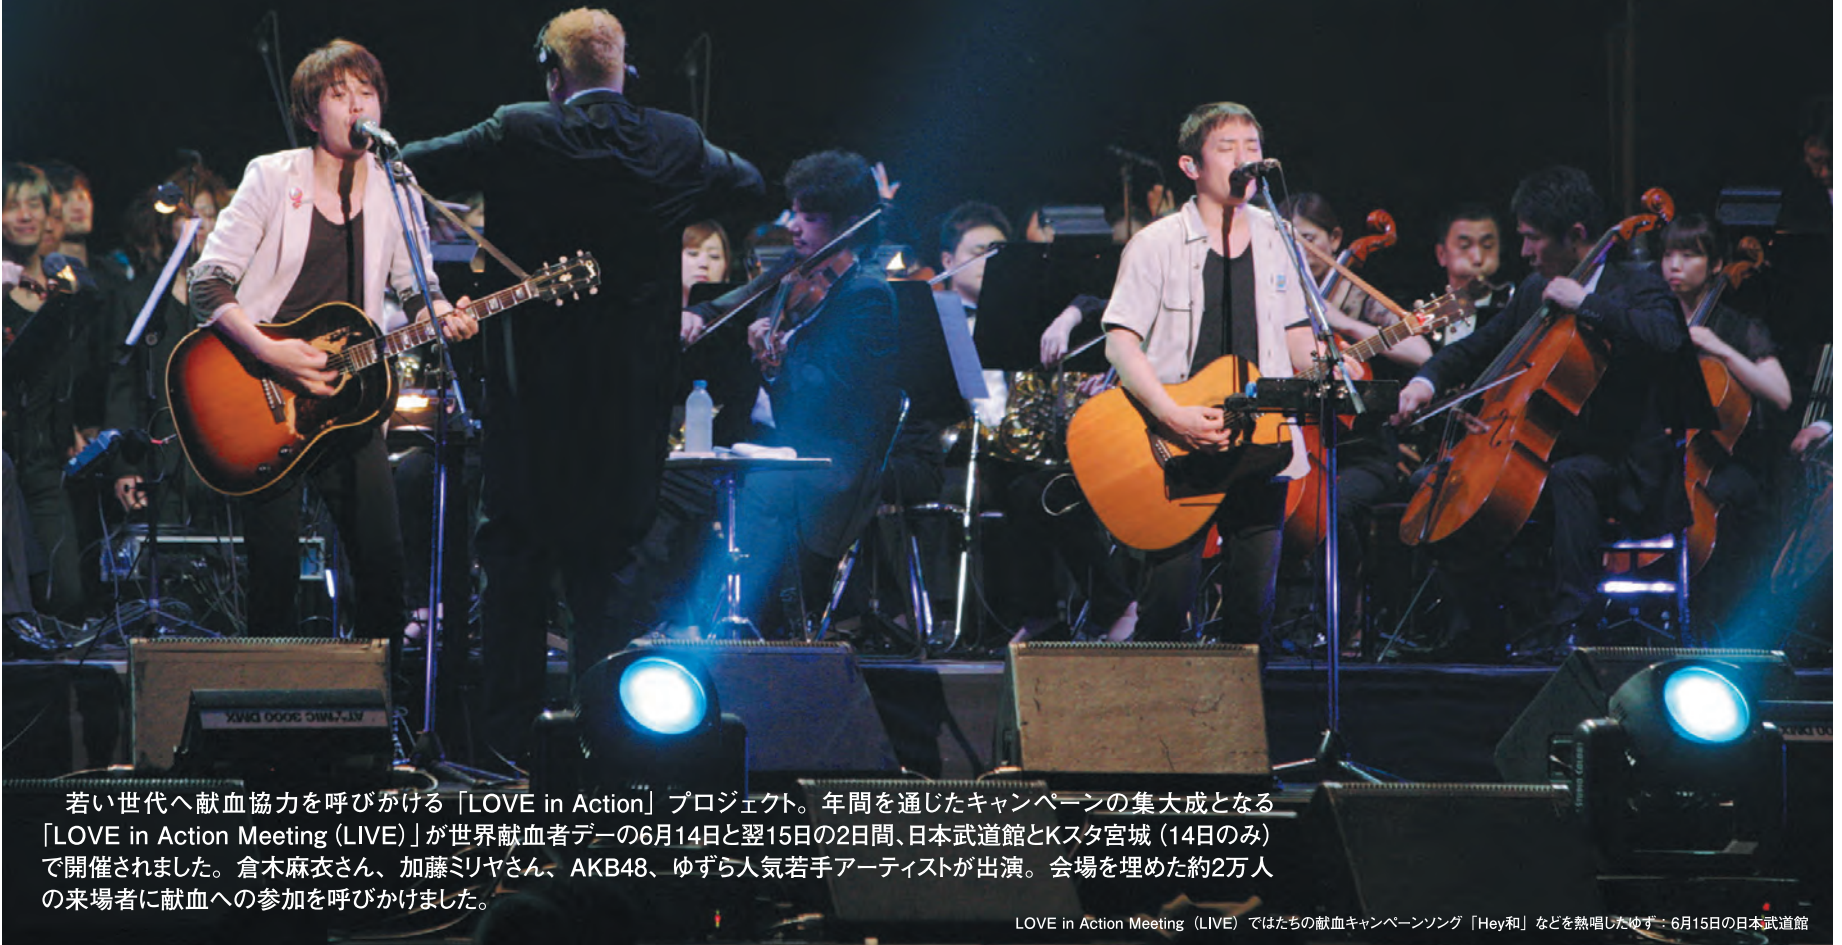 若い世代へ献血協力を呼びかける「LOVE in Action」プロジェクト。年間を通じたキャンペーンの集大成となる
「LOVE in Action Meeting（LIVE）」が世界献血者デーの6月14日と翌15日の2日間、日本武道館とKスタ宮城（14日のみ）
で開催されました。倉木麻衣さん、加藤ミリヤさん、AKB48、ゆずら人気若手アーティストが出演。会場を埋めた約2万人
の来場者に献血への参加を呼びかけました。
LOVE in Action Meeting（LIVE）ではたちの献血キャンペーンソング「Hey和」などを熱唱したゆず：6月15日の日本武道館